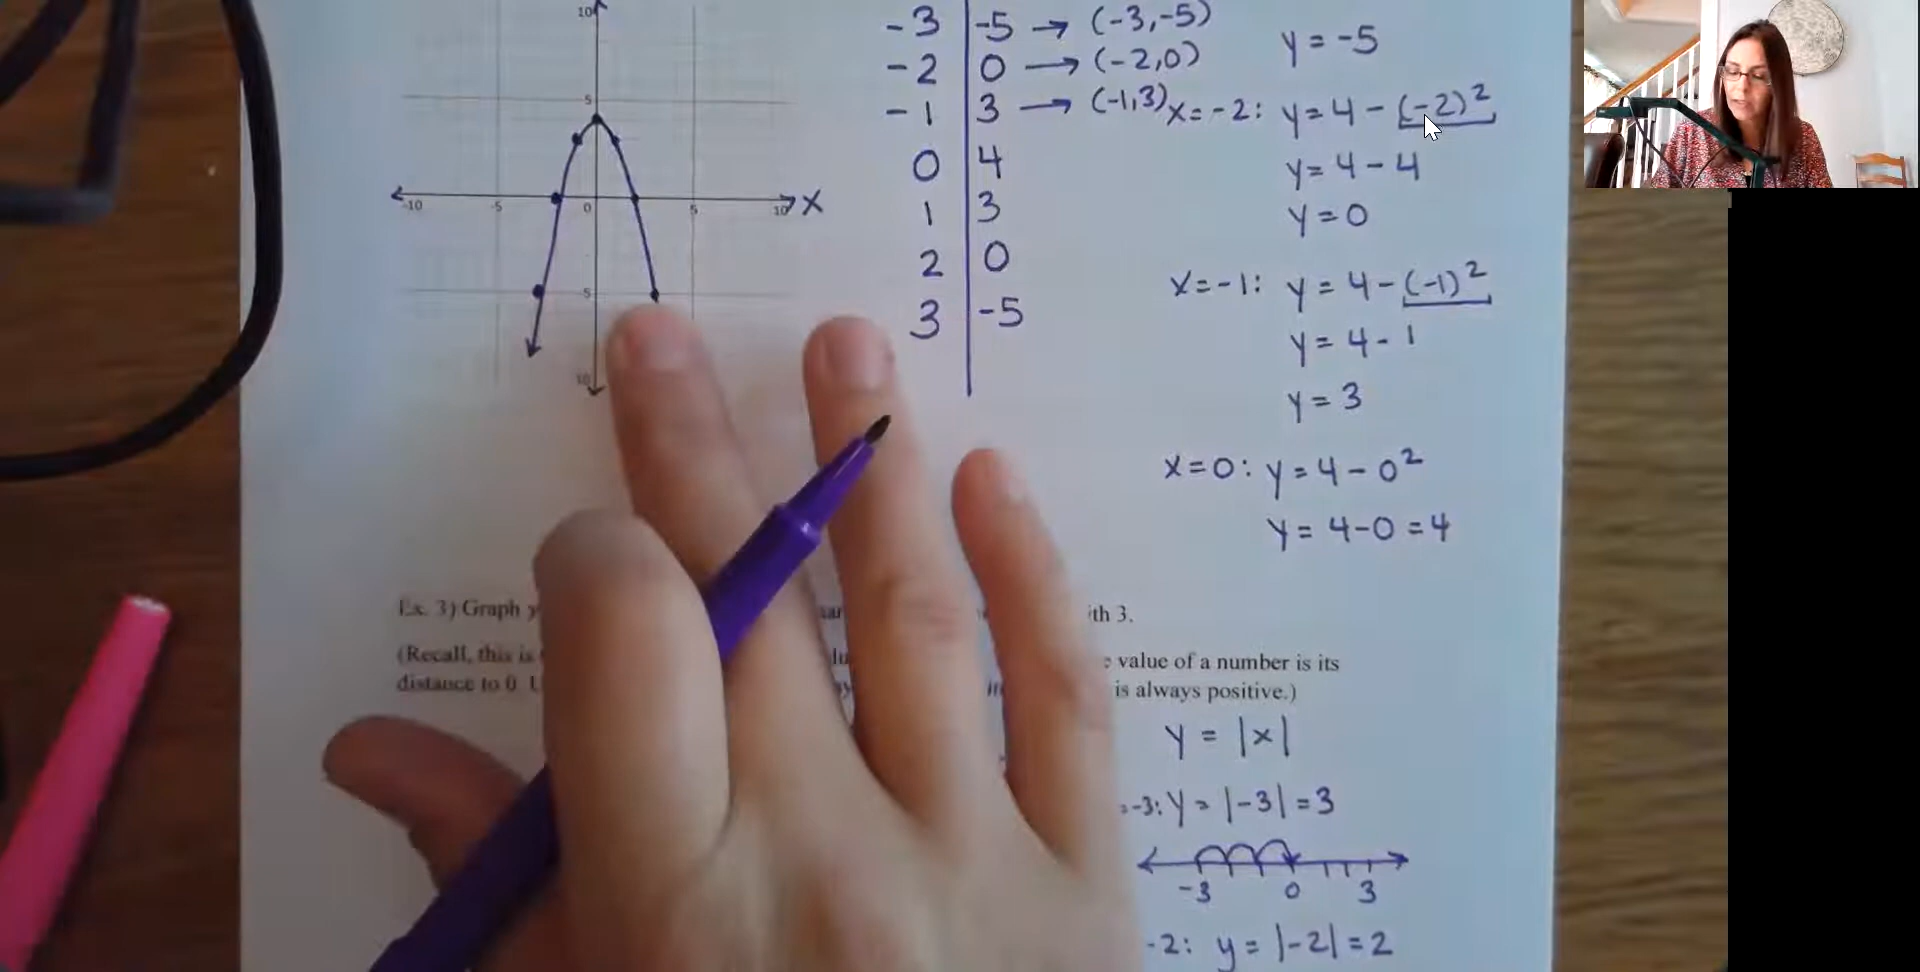 10
5
-10 -5 0 5 10 X
-5
10
-3 -5 → (-3,-5)
-2 0 → (-2,0)
-1 3 → (-1,3)
0 4
1 3
2 0
3 -5
y = -5
x = -2: y = 4 - (-2)²
y = 4 - 4
y = 0
x = -1: y = 4 - (-1)²
y = 4 - 1
y = 3
x = 0: y = 4 - 0²
y = 4 - 0 = 4
Ex. 3) Graph y 3.
(Recall, this is value of a number is its
distance to 0 is always positive.)
y = |x|
-3: y = |-3| = 3
-3 0 3
-2: y = |-2| = 2